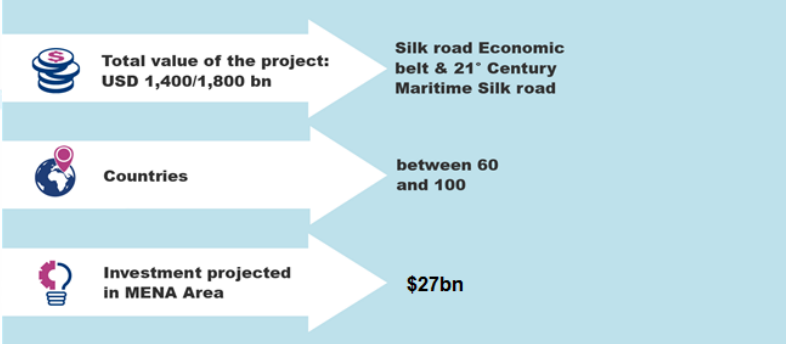 $
Total value of the project:
USD 1,400/1,800 bn
Silk road Economic
belt & 21° Century
Maritime Silk road
Countries
between 60
and 100
Investment projected
in MENA Area
$27bn